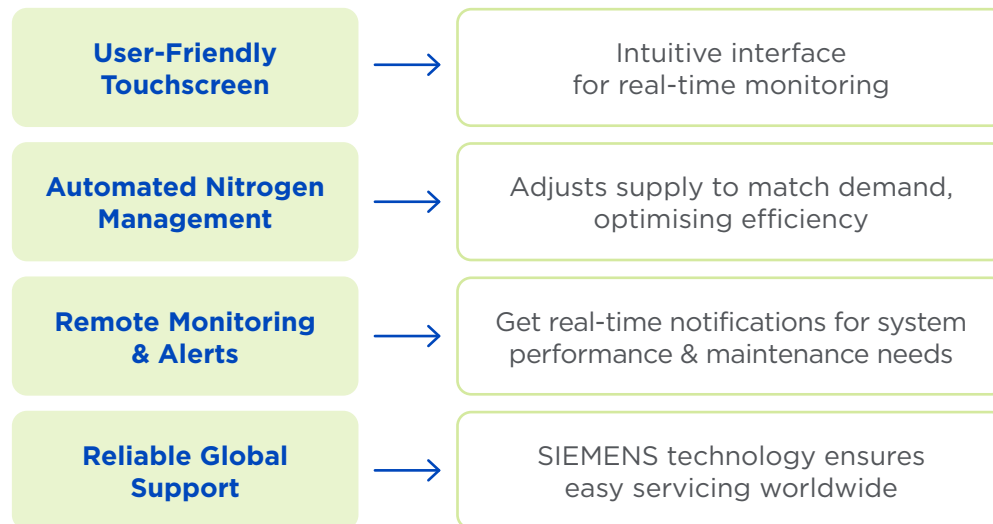 User-Friendly
Touchscreen
Intuitive interface
for real-time monitoring
Automated Nitrogen
Management
Adjusts supply to match demand,
optimising efficiency
Remote Monitoring
& Alerts
Get real-time notifications for system
performance & maintenance needs
Reliable Global
Support
SIEMENS technology ensures
easy servicing worldwide